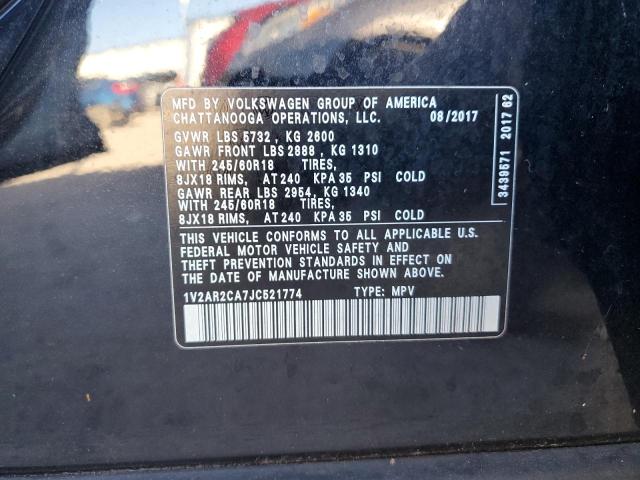 MFD BY VOLKSWAGEN GROUP OF AMERICA
CHATTANOOGA OPERATIONS, LLC. 08/2017
GVWR LBS 5732 , KG 2600
GAWR FRONT LBS 2888 , KG 1310
WITH 245/60R18 TIRES,
8JX18 RIMS, AT 240 KPA 35 PSI COLD
GAWR REAR LBS 2954, KG 1340
WITH 245/60R18 TIRES,
8JX18 RIMS, AT 240 KPA 35 PSI COLD
THIS VEHICLE CONFORMS TO ALL APPLICABLE U.S.
FEDERAL MOTOR VEHICLE SAFETY AND
THEFT PREVENTION STANDARDS IN EFFECT ON
THE DATE OF MANUFACTURE SHOWN ABOVE.
1V2AR2CA7JC521774 TYPE: MPV
3439571 2017 62